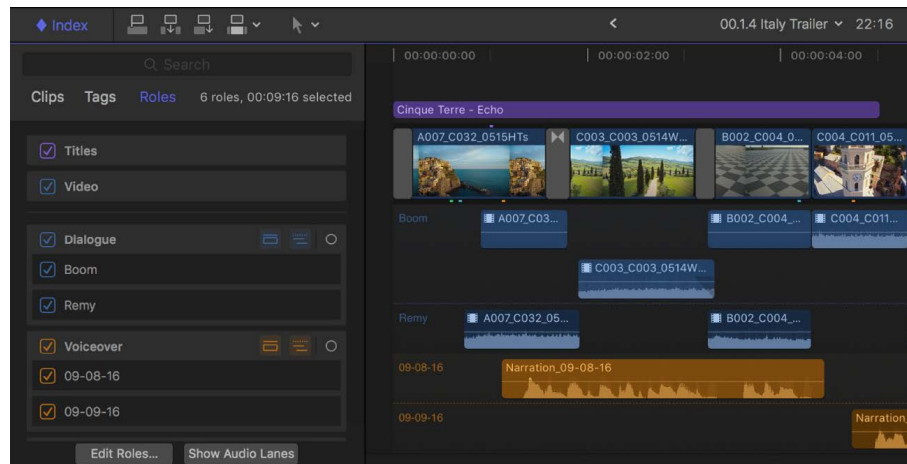 Index
00.1.4 Italy Trailer 22:16
Search
Clips Tags Roles 6 roles, 00:09:16 selected
Titles
Video
Dialogue
Boom
Remy
Voiceover
09-08-16
09-09-16
Edit Roles... Show Audio Lanes
00:00:00:00 00:00:02:00 00:00:04:00
Cinque Terre - Echo
A007_C032_0515HTs C003_C003_0514W... B002_C004_0... C004_C011_05...
Boom A007_C03... B002_C004_... C004_C011...
C003_C003_0514W...
Remy A007_C032_05... B002_C004_...
09-08-16 Narration_09-08-16
09-09-16 Narration